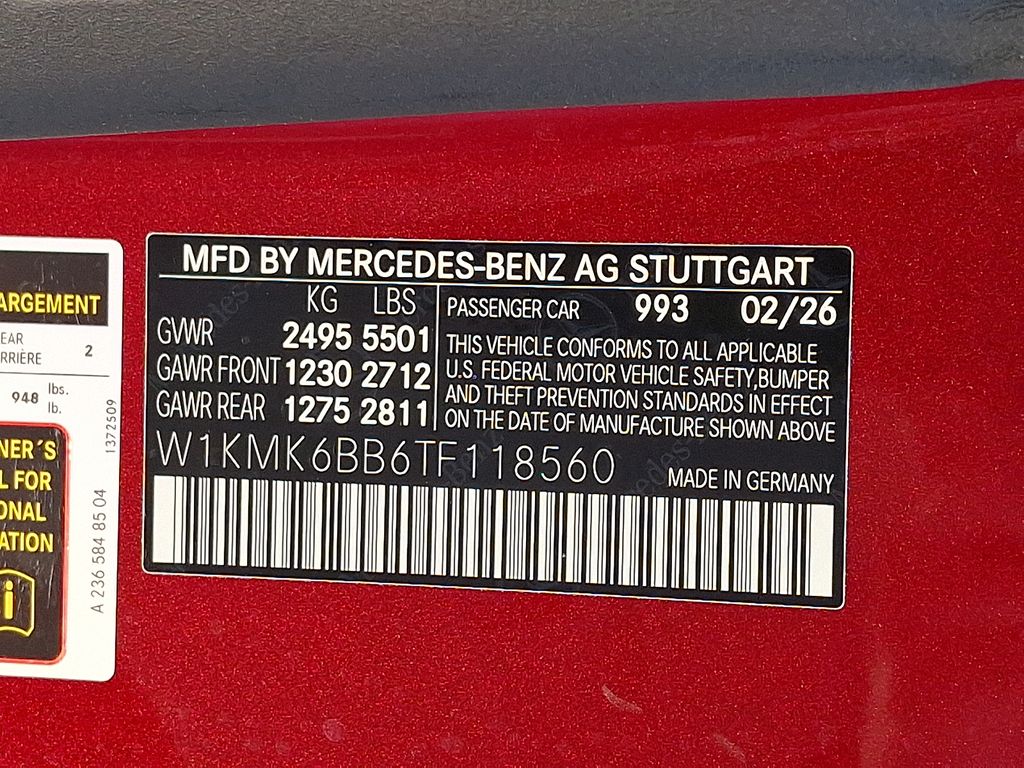 MFD BY MERCEDES-BENZ AG STUTTGART
KG LBS
GVWR 2495 5501
GAWR FRONT 1230 2712
GAWR REAR 1275 2811
PASSENGER CAR 993 02/26
THIS VEHICLE CONFORMS TO ALL APPLICABLE
U.S. FEDERAL MOTOR VEHICLE SAFETY,BUMPER
AND THEFT PREVENTION STANDARDS IN EFFECT
ON THE DATE OF MANUFACTURE SHOWN ABOVE
W1KMK6BB6TF118560
MADE IN GERMANY
ARGEMENT
EAR
RRIÈRE 2
948 lbs.
lb.
1372509
NER´S
L FOR
ONAL
ATION
i
A 236 584 85 04